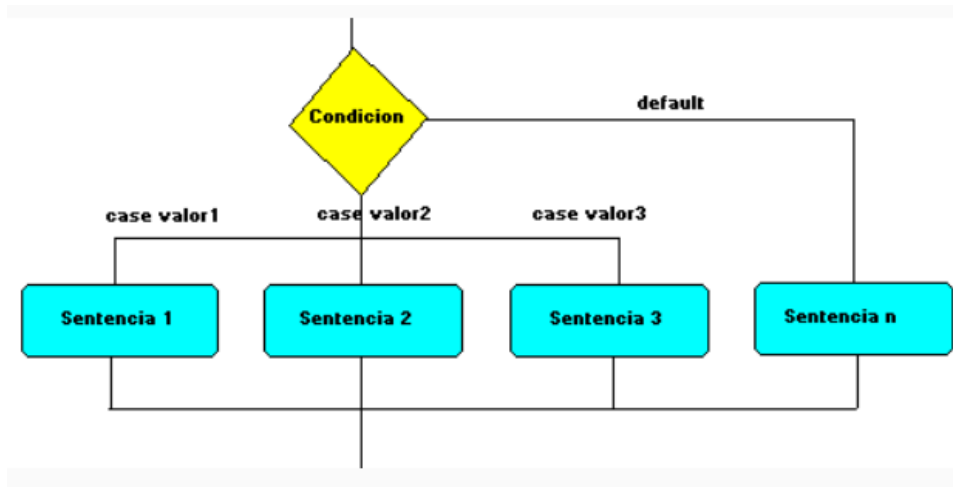 Condicion
default
case valor1
case valor2
case valor3
Sentencia 1
Sentencia 2
Sentencia 3
Sentencia n